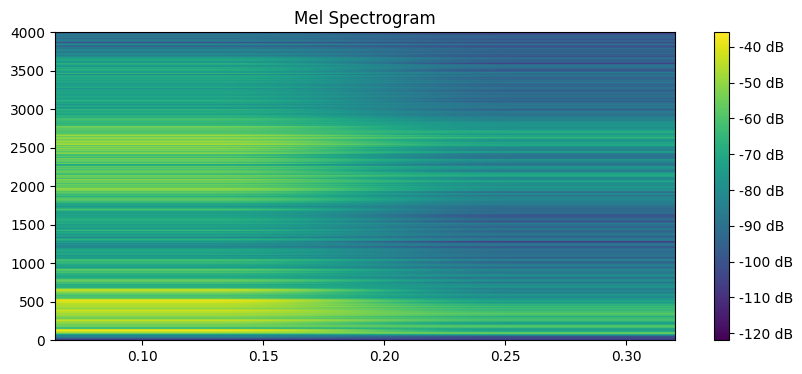 Mel Spectrogram
4000
3500
3000
2500
2000
1500
1000
500
0
0.10 0.15 0.20 0.25 0.30
-40 dB
-50 dB
-60 dB
-70 dB
-80 dB
-90 dB
-100 dB
-110 dB
-120 dB